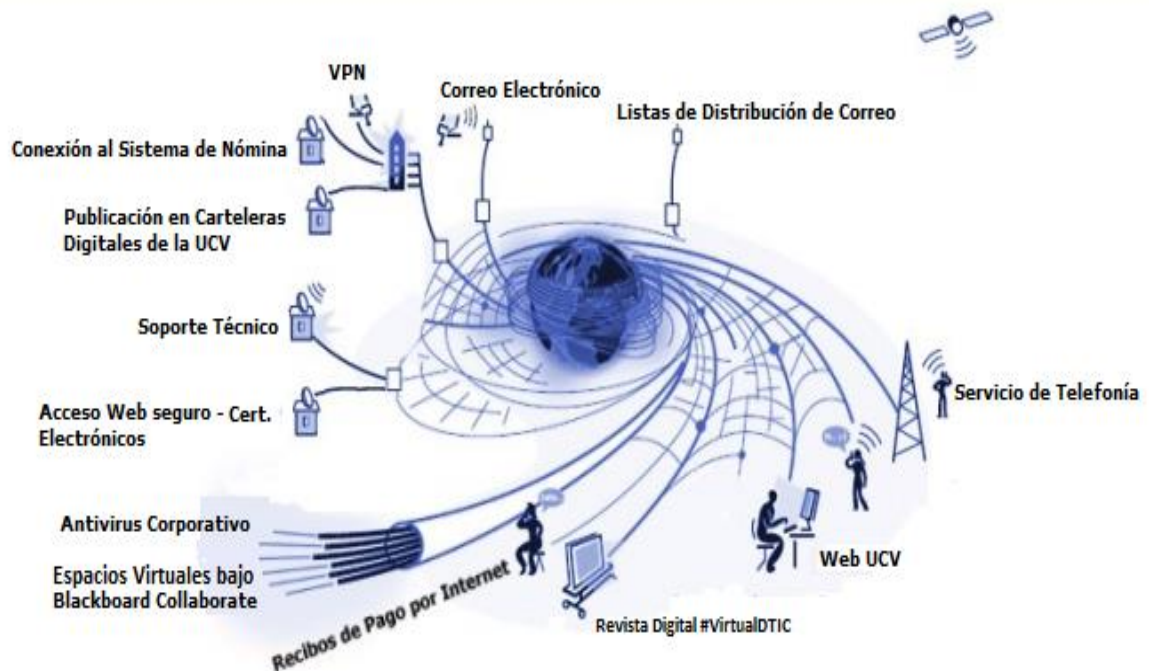 VPN
Correo Electrónico
Listas de Distribución de Correo
Conexión al Sistema de Nómina
Publicación en Carteleras
Digitales de la UCV
Soporte Técnico
Acceso Web seguro - Cert.
Electrónicos
Servicio de Telefonía
Antivirus Corporativo
Espacios Virtuales bajo
Blackboard Collaborate
Recibos de Pago por Internet
Web UCV
Revista Digital #VirtualDTIC